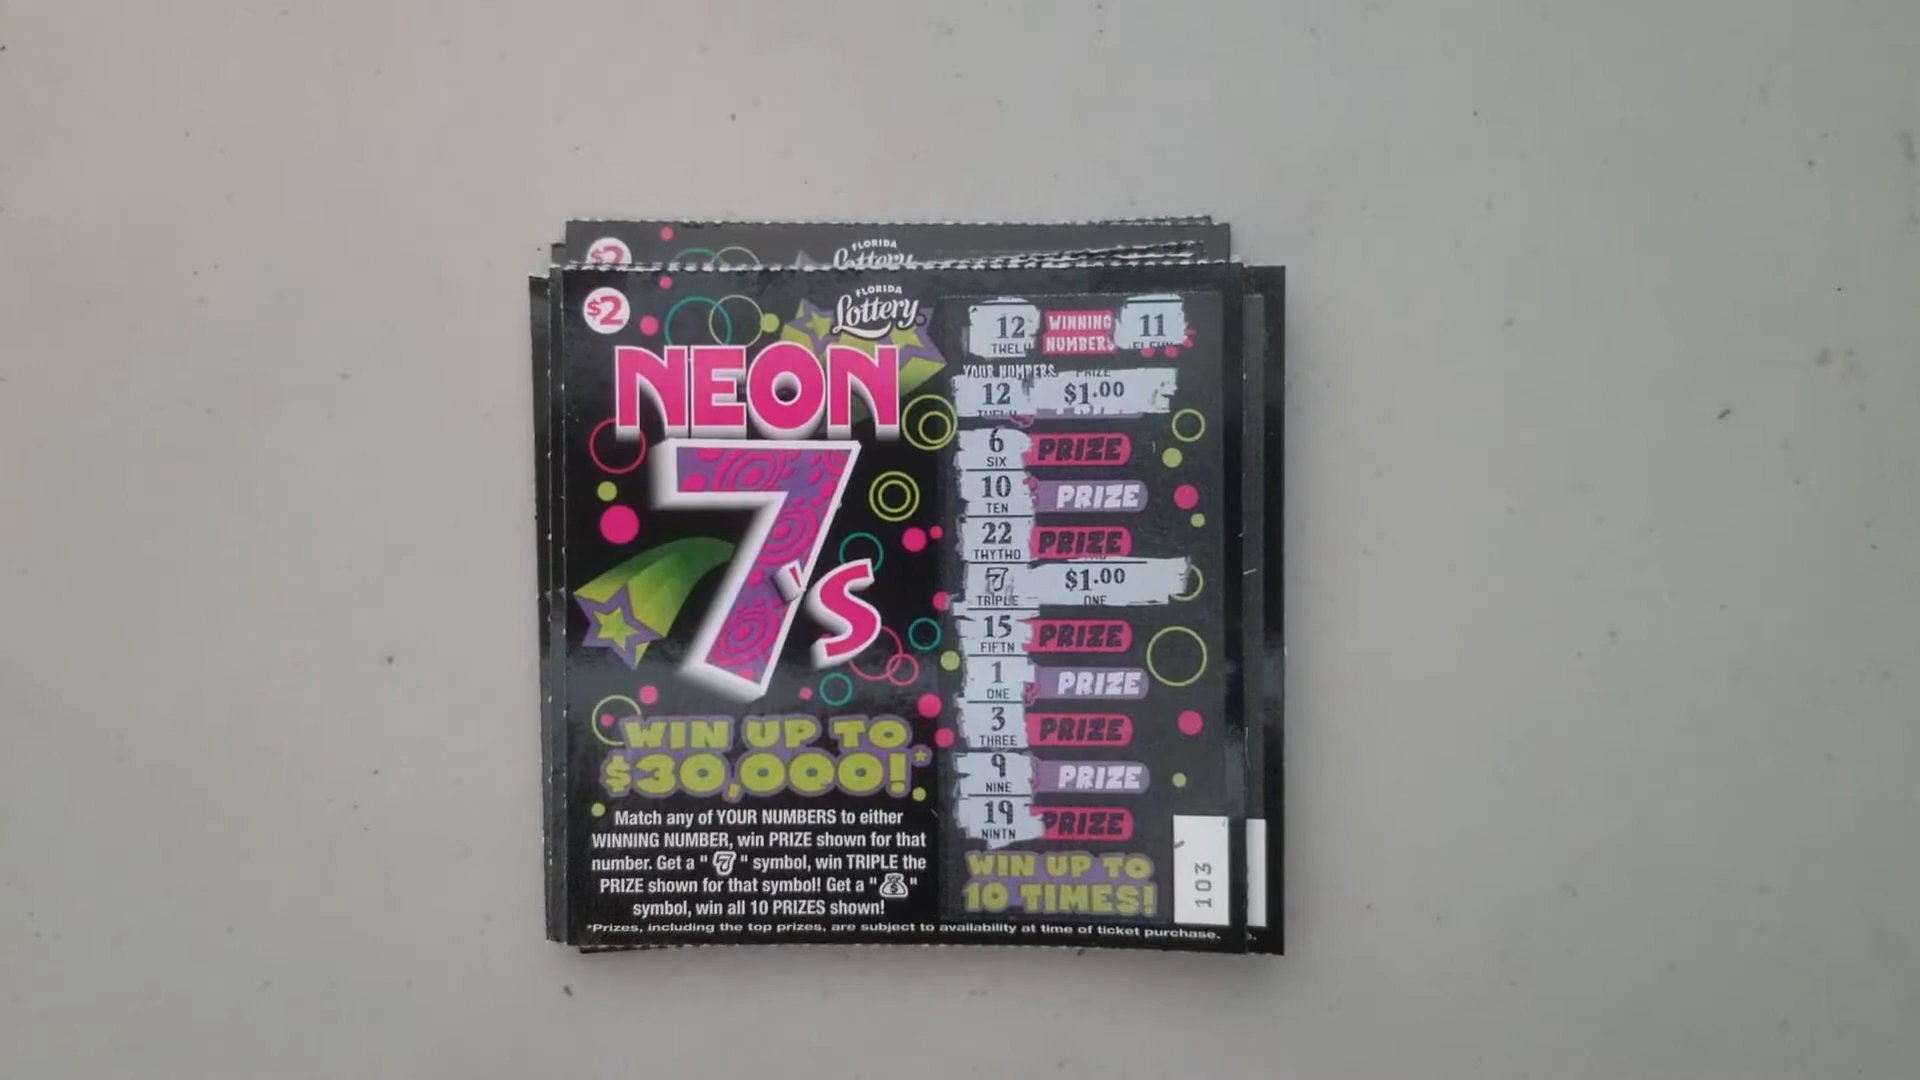 $2
FLORIDA
Lottery
$2
FLORIDA
Lottery
NEON
7's
WIN UP TO
$30,000!*
Match any of YOUR NUMBERS to either
WINNING NUMBER, win PRIZE shown for that
number. Get a " 7 " symbol, win TRIPLE the
PRIZE shown for that symbol! Get a " "
symbol, win all 10 PRIZES shown!
*Prizes, including the top prizes, are subject to availability at time of ticket purchase.
12 WINNING NUMBERS 11
YOUR NUMBERS PRIZE
12 $1.00
6 PRIZE
SIX
10 PRIZE
TEN
22 PRIZE
TWYTWO
7 $1.00
TRIPLE ONE
15 PRIZE
FIFTN
1 PRIZE
ONE
3 PRIZE
THREE
9 PRIZE
NINE
19 PRIZE
NINTN
WIN UP TO
10 TIMES!
103